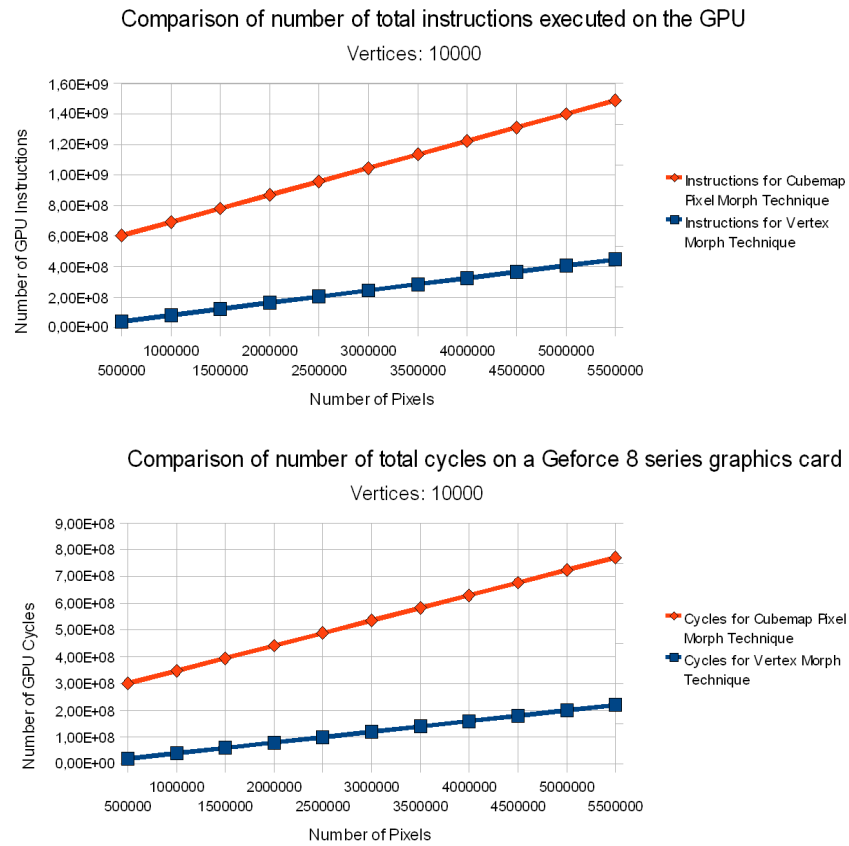 Comparison of number of total instructions executed on the GPU
Vertices: 10000
1,60E+09
1,40E+09
1,20E+09
1,00E+09
8,00E+08
6,00E+08
4,00E+08
2,00E+08
0,00E+00
Number of GPU Instructions
1000000 2000000 3000000 4000000 5000000
500000 1500000 2500000 3500000 4500000 5500000
Number of Pixels
Instructions for Cubemap
Pixel Morph Technique
Instructions for Vertex
Morph Technique
Comparison of number of total cycles on a Geforce 8 series graphics card
Vertices: 10000
9,00E+08
8,00E+08
7,00E+08
6,00E+08
5,00E+08
4,00E+08
3,00E+08
2,00E+08
1,00E+08
0,00E+00
Number of GPU Cycles
1000000 2000000 3000000 4000000 5000000
500000 1500000 2500000 3500000 4500000 5500000
Number of Pixels
Cycles for Cubemap Pixel
Morph Technique
Cycles for Vertex Morph
Technique